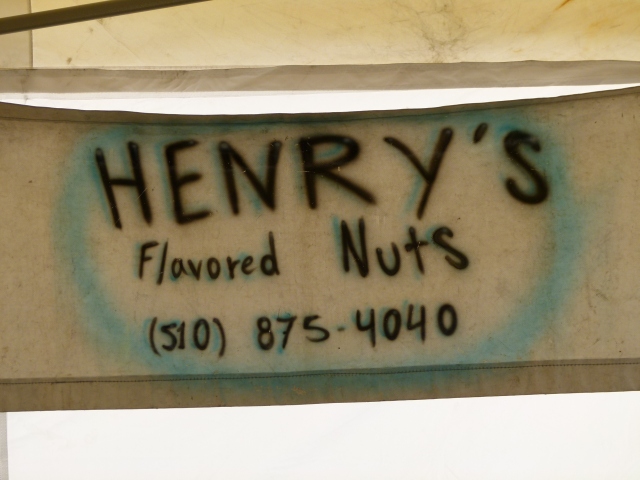 HENRY'S
Flavored Nuts
(510) 875-4040